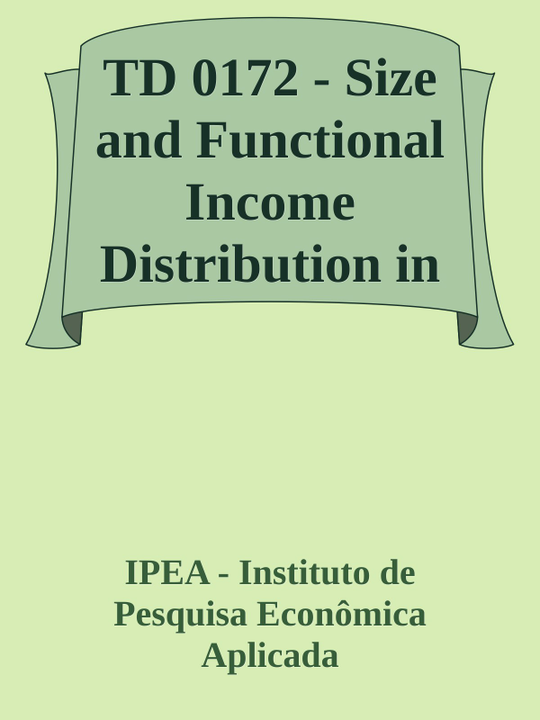 TD 0172 - Size
and Functional
Income
Distribution in
IPEA - Instituto de
Pesquisa Econômica
Aplicada